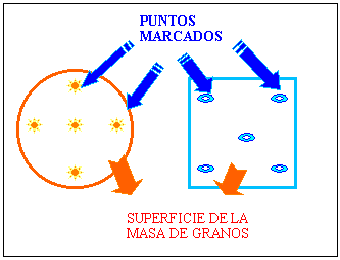 PUNTOS
MARCADOS
SUPERFICIE DE LA
MASA DE GRANOS